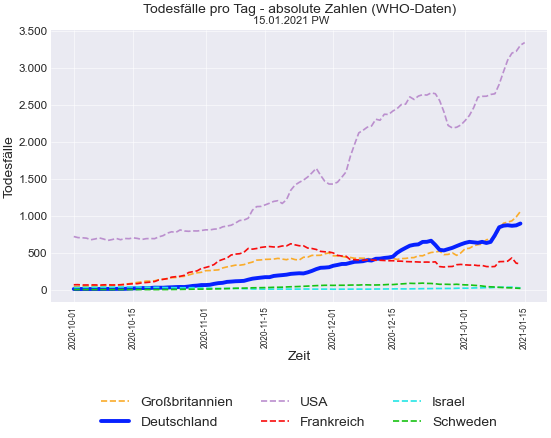 Todesfälle pro Tag - absolute Zahlen (WHO-Daten)
15.01.2021 PW
3.500
3.000
2.500
2.000
1.500
1.000
500
0
Todesfälle
2020-10-01
2020-10-15
2020-11-01
2020-11-15
2020-12-01
2020-12-15
2021-01-01
2021-01-15
Zeit
Großbritannien
USA
Israel
Deutschland
Frankreich
Schweden